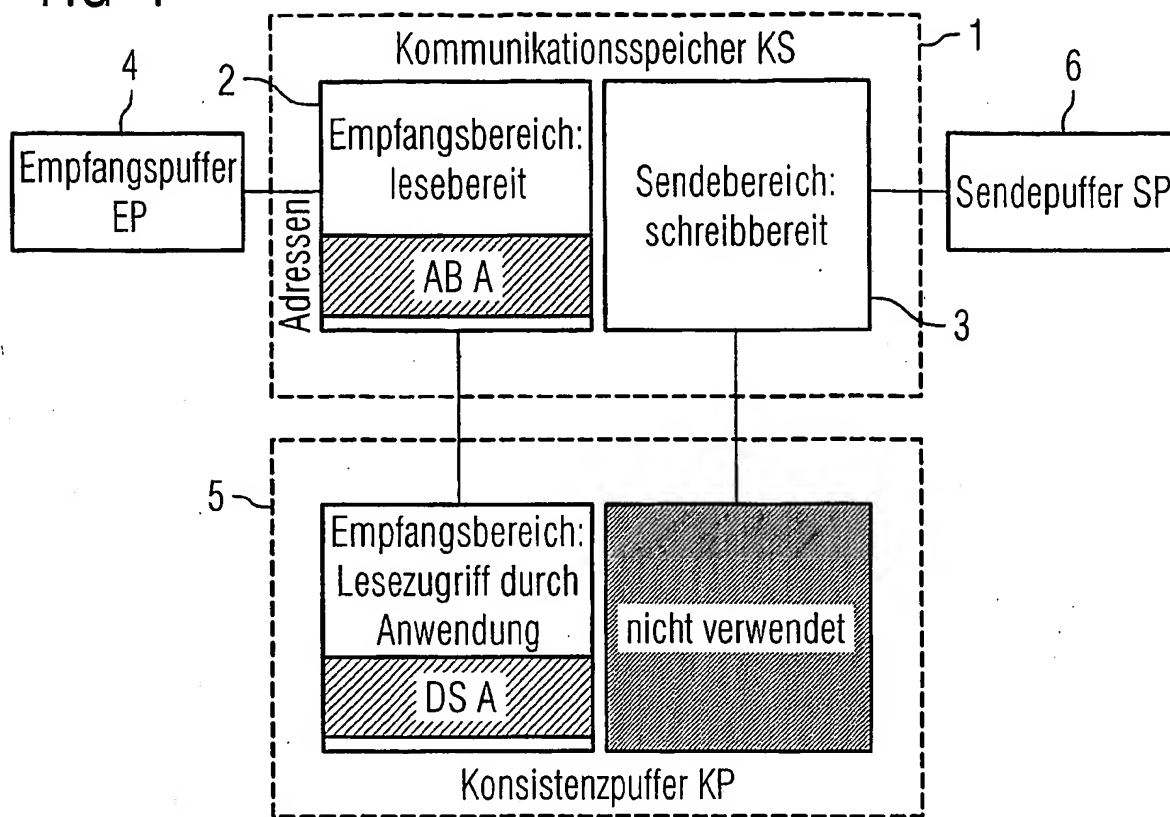 Kommunikationsspeicher KS
1
4
2
6
Empfangspuffer
EP
Empfangsbereich:
lesebereit
Sendebereich:
schreibbereit
Sendepuffer SP
Adressen
AB A
3
5
Empfangsbereich:
Lesezugriff durch
Anwendung
nicht verwendet
DS A
Konsistenzpuffer KP